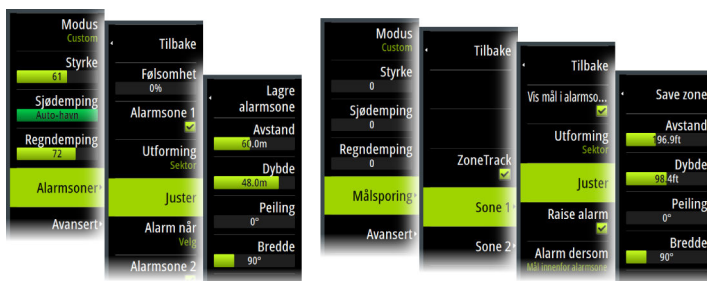 Modus
Custom
Styrke
61
Sjødemping
Auto-havn
Regndemping
72
Alarmsoner
Avansert
Tilbake
Følsomhet
0%
Alarmsone 1
Utforming
Sektor
Juster
Alarm når
Velg
Alarmsone 2
Lagre
alarmsone
Avstand
60.0m
Dybde
48.0m
Peiling
0°
Bredde
90°
Modus
Custom
Styrke
0
Sjødemping
0
Regndemping
0
Målsporing
Avansert
Tilbake
ZoneTrack
Sone 1
Sone 2
Tilbake
Vis mål i alarmso...
Utforming
Sektor
Juster
Raise alarm
Alarm dersom
Mål innenfor alarmsone
Save zone
Avstand
196.9ft
Dybde
98.4ft
Peiling
0°
Bredde
90°